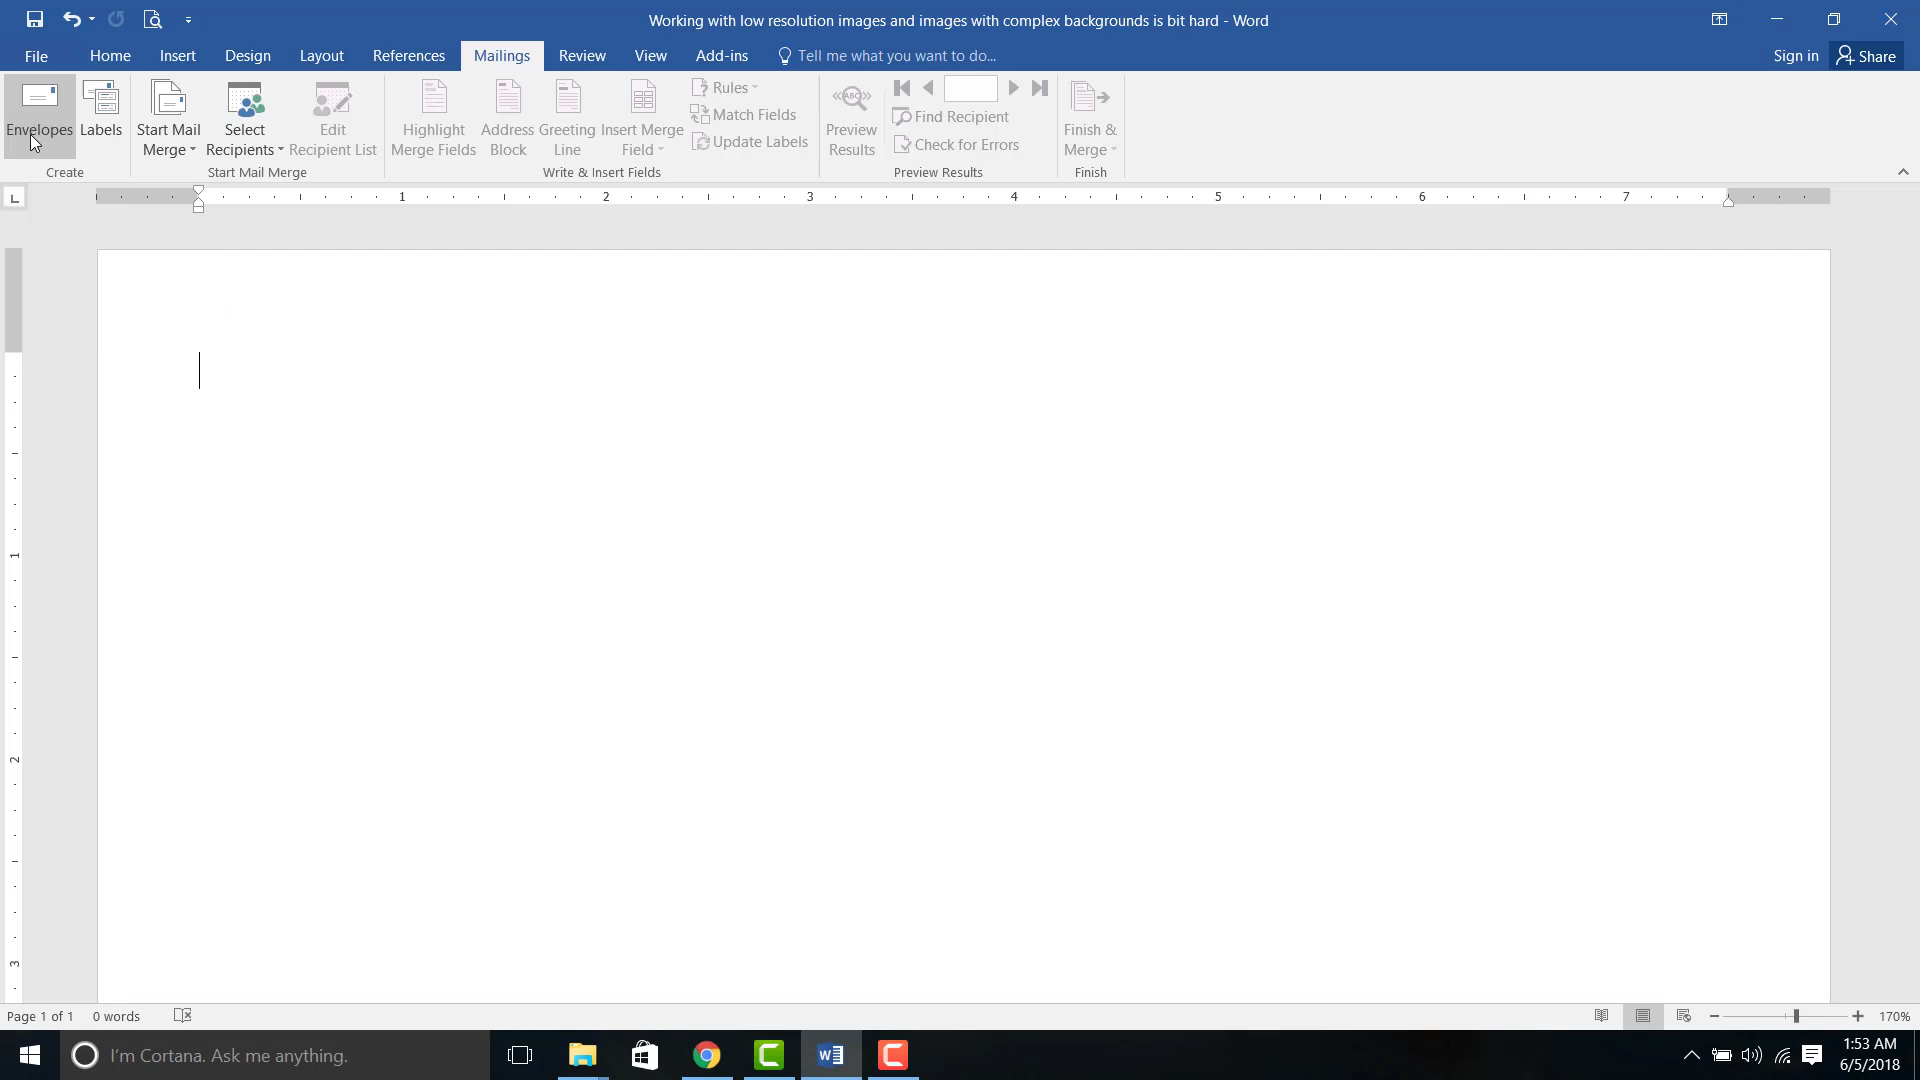 Working with low resolution images and images with complex backgrounds is bit hard - Word
File Home Insert Design Layout References Mailings Review View Add-ins Tell me what you want to do... Sign in Share
Envelopes
Labels
Start Mail
Merge
Select
Recipients
Edit
Recipient List
Highlight
Merge Fields
Address
Block
Greeting
Line
Insert Merge
Field
Rules
Match Fields
Update Labels
ABC
Preview
Results
Find Recipient
Check for Errors
Finish &
Merge
Create Start Mail Merge Write & Insert Fields Preview Results Finish
L
1 2 3 4 5 6 7
1
2
3
Page 1 of 1 0 words 170%
I'm Cortana. Ask me anything.
1:53 AM
6/5/2018